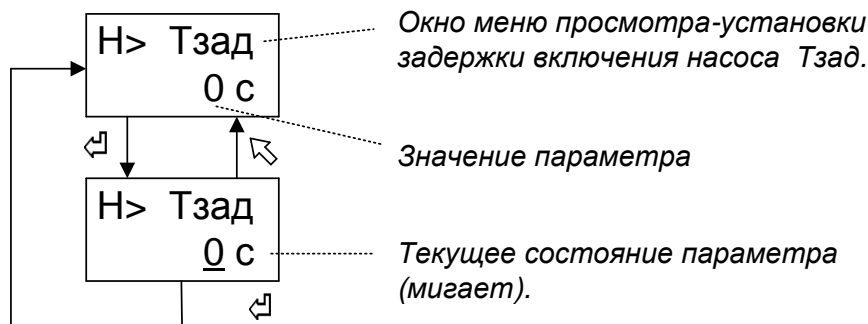 Н> Тзад
0 с
Окно меню просмотра-установки
задержки включения насоса Тзад.
Значение параметра
Н> Тзад
0 с
Текущее состояние параметра
(мигает).